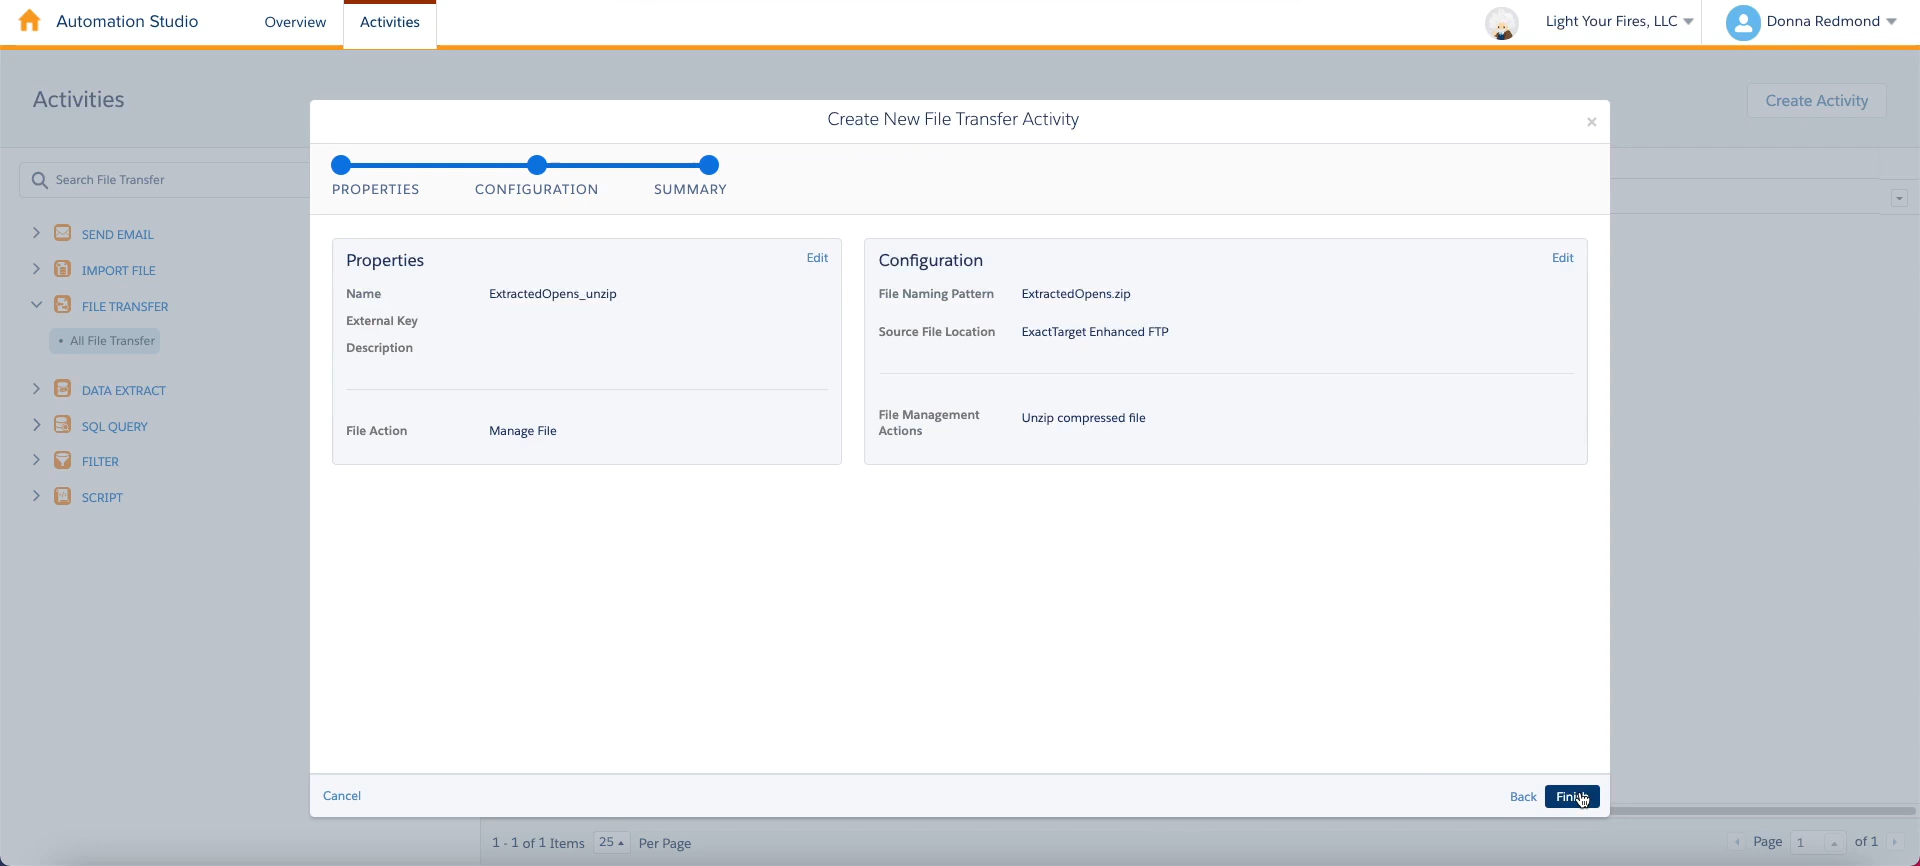 Automation Studio
Overview
Activities
Light Your Fires, LLC
Donna Redmond
Activities
Create Activity
Create New File Transfer Activity
×
Search File Transfer
PROPERTIES
CONFIGURATION
SUMMARY
SEND EMAIL
IMPORT FILE
FILE TRANSFER
• All File Transfer
DATA EXTRACT
SQL QUERY
FILTER
SCRIPT
Properties
Edit
Name
ExtractedOpens_unzip
External Key
Description
File Action
Manage File
Configuration
Edit
File Naming Pattern
ExtractedOpens.zip
Source File Location
ExactTarget Enhanced FTP
File Management
Actions
Unzip compressed file
Cancel
Back
Finish
1 - 1 of 1 Items
25
Per Page
Page
1
of 1